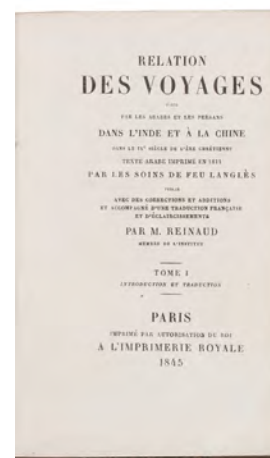 RELATION
DES VOYAGES
FAITS
PAR LES ARABES ET LES PERSANS
DANS L'INDE ET À LA CHINE
DANS LE IXᵉ SIÈCLE DE L'ÈRE CHRÉTIENNE
TEXTE ARABE IMPRIMÉ EN 1811
PAR LES SOINS DE FEU LANGLÈS
PUBLIÉ
AVEC DES CORRECTIONS ET ADDITIONS
ET ACCOMPAGNÉ D'UNE TRADUCTION FRANÇAISE
ET D'ÉCLAIRCISSEMENTS
PAR M. REINAUD
MEMBRE DE L'INSTITUT
TOME I
INTRODUCTION ET TRADUCTION
PARIS
IMPRIMÉ PAR AUTORISATION DU ROI
À L'IMPRIMERIE ROYALE
1845